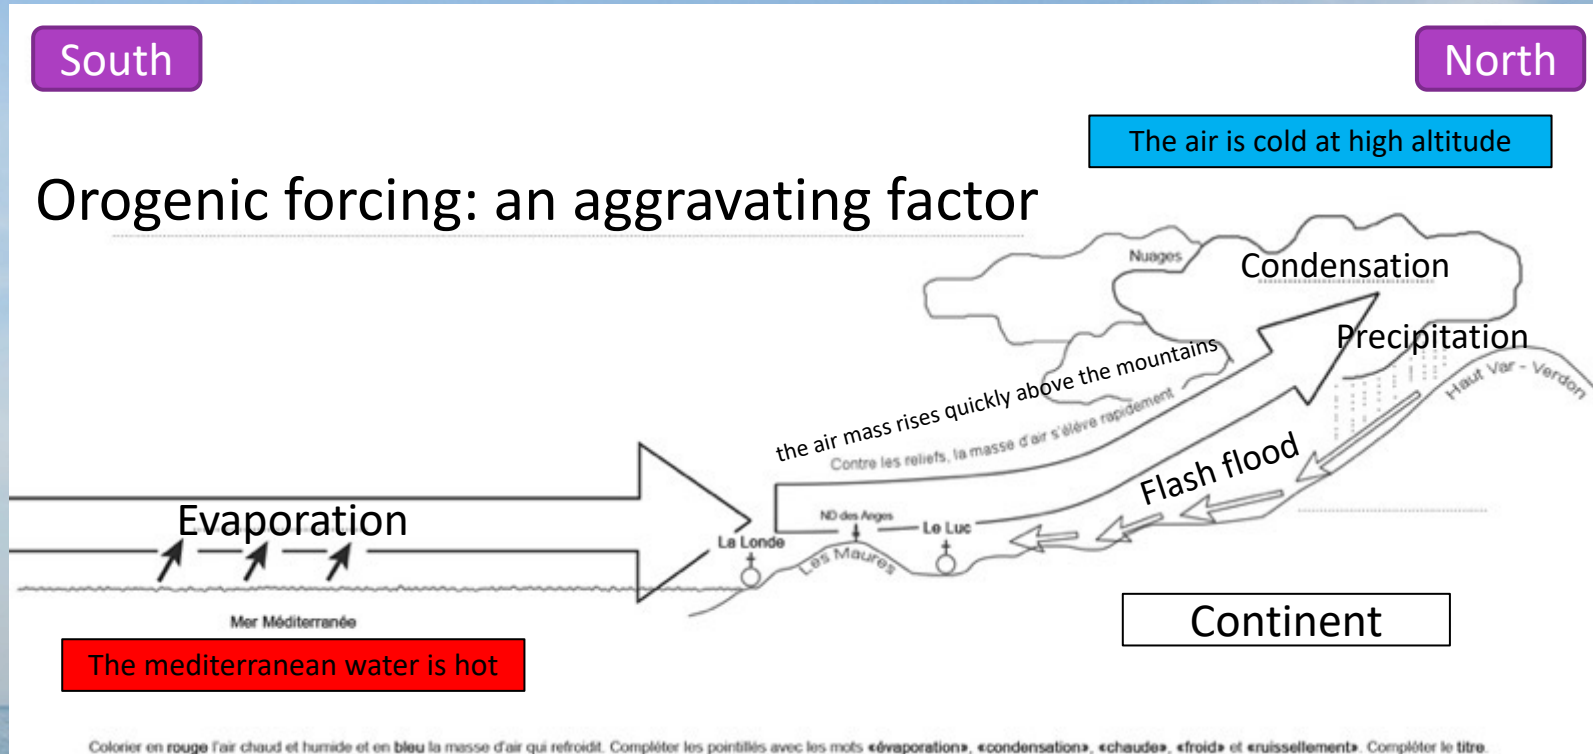 South
North
The air is cold at high altitude
Orogenic forcing: an aggravating factor
Nuages
Condensation
Precipitation
the air mass rises quickly above the mountains
Contre les reliefs, la masse d'air s'élève rapidement
Haut Var - Verdon
Flash flood
Evaporation
ND des Anges
Le Luc
La Londe
Les Maures
Mer Méditerranée
Continent
The mediterranean water is hot
Colorier en rouge l'air chaud et humide et en bleu la masse d'air qui refroidit. Compléter les pointillés avec les mots «évaporation», «condensation», «chaude», «froid» et «ruissellement». Compléter le titre.